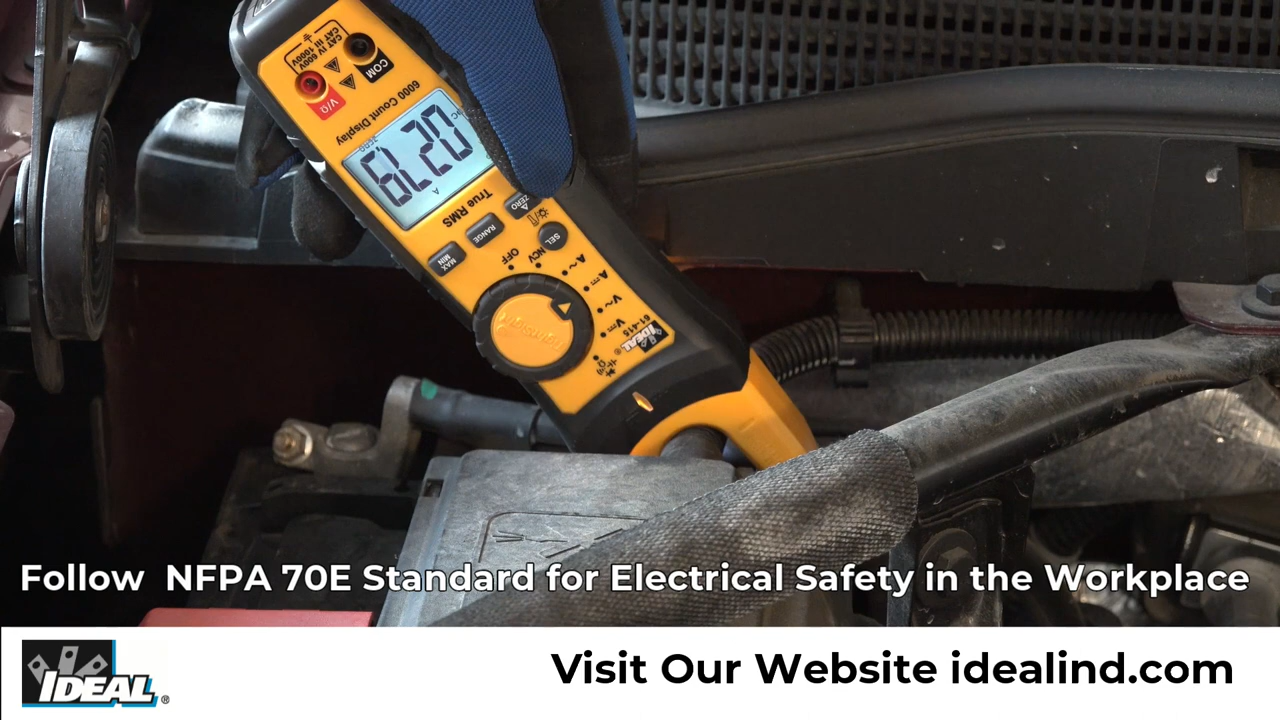 CAT IV 600V
CAT III 1000V
COM
V/Ω
6000 Count Display
ZERO
DC
A
True RMS
MAX
MIN
RANGE
ZERO
SEL
OFF
NCV
A
A
V
V
61-415
IDEAL®
Follow  NFPA 70E Standard for Electrical Safety in the Workplace
IDEAL®
Visit Our Website idealind.com